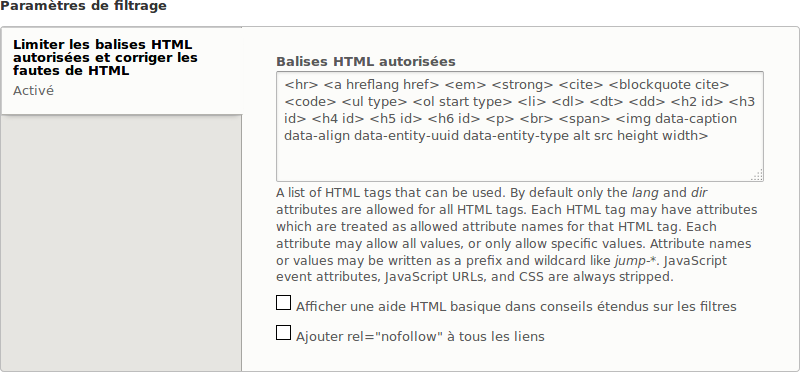 Paramètres de filtrage
Limiter les balises HTML
autorisées et corriger les
fautes de HTML
Activé
Balises HTML autorisées
<hr> <a hreflang href> <em> <strong> <cite> <blockquote cite>
<code> <ul type> <ol start type> <li> <dl> <dt> <dd> <h2 id> <h3
id> <h4 id> <h5 id> <h6 id> <p> <br> <span> <img data-caption
data-align data-entity-uuid data-entity-type alt src height width>
A list of HTML tags that can be used. By default only the lang and dir
attributes are allowed for all HTML tags. Each HTML tag may have attributes
which are treated as allowed attribute names for that HTML tag. Each
attribute may allow all values, or only allow specific values. Attribute names
or values may be written as a prefix and wildcard like jump-*. JavaScript
event attributes, JavaScript URLs, and CSS are always stripped.
Afficher une aide HTML basique dans conseils étendus sur les filtres
Ajouter rel="nofollow" à tous les liens